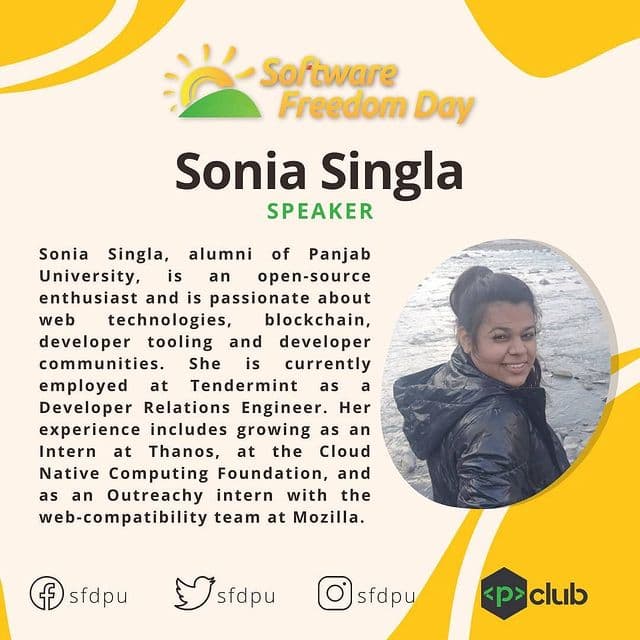 Software
Freedom Day
Sonia Singla
SPEAKER
Sonia Singla, alumni of Panjab
University, is an open-source
enthusiast and is passionate about
web technologies, blockchain,
developer tooling and developer
communities. She is currently
employed at Tendermint as a
Developer Relations Engineer. Her
experience includes growing as an
Intern at Thanos, at the Cloud
Native Computing Foundation, and
as an Outreachy intern with the
web-compatibility team at Mozilla.
sfdpu sfdpu sfdpu <p> club